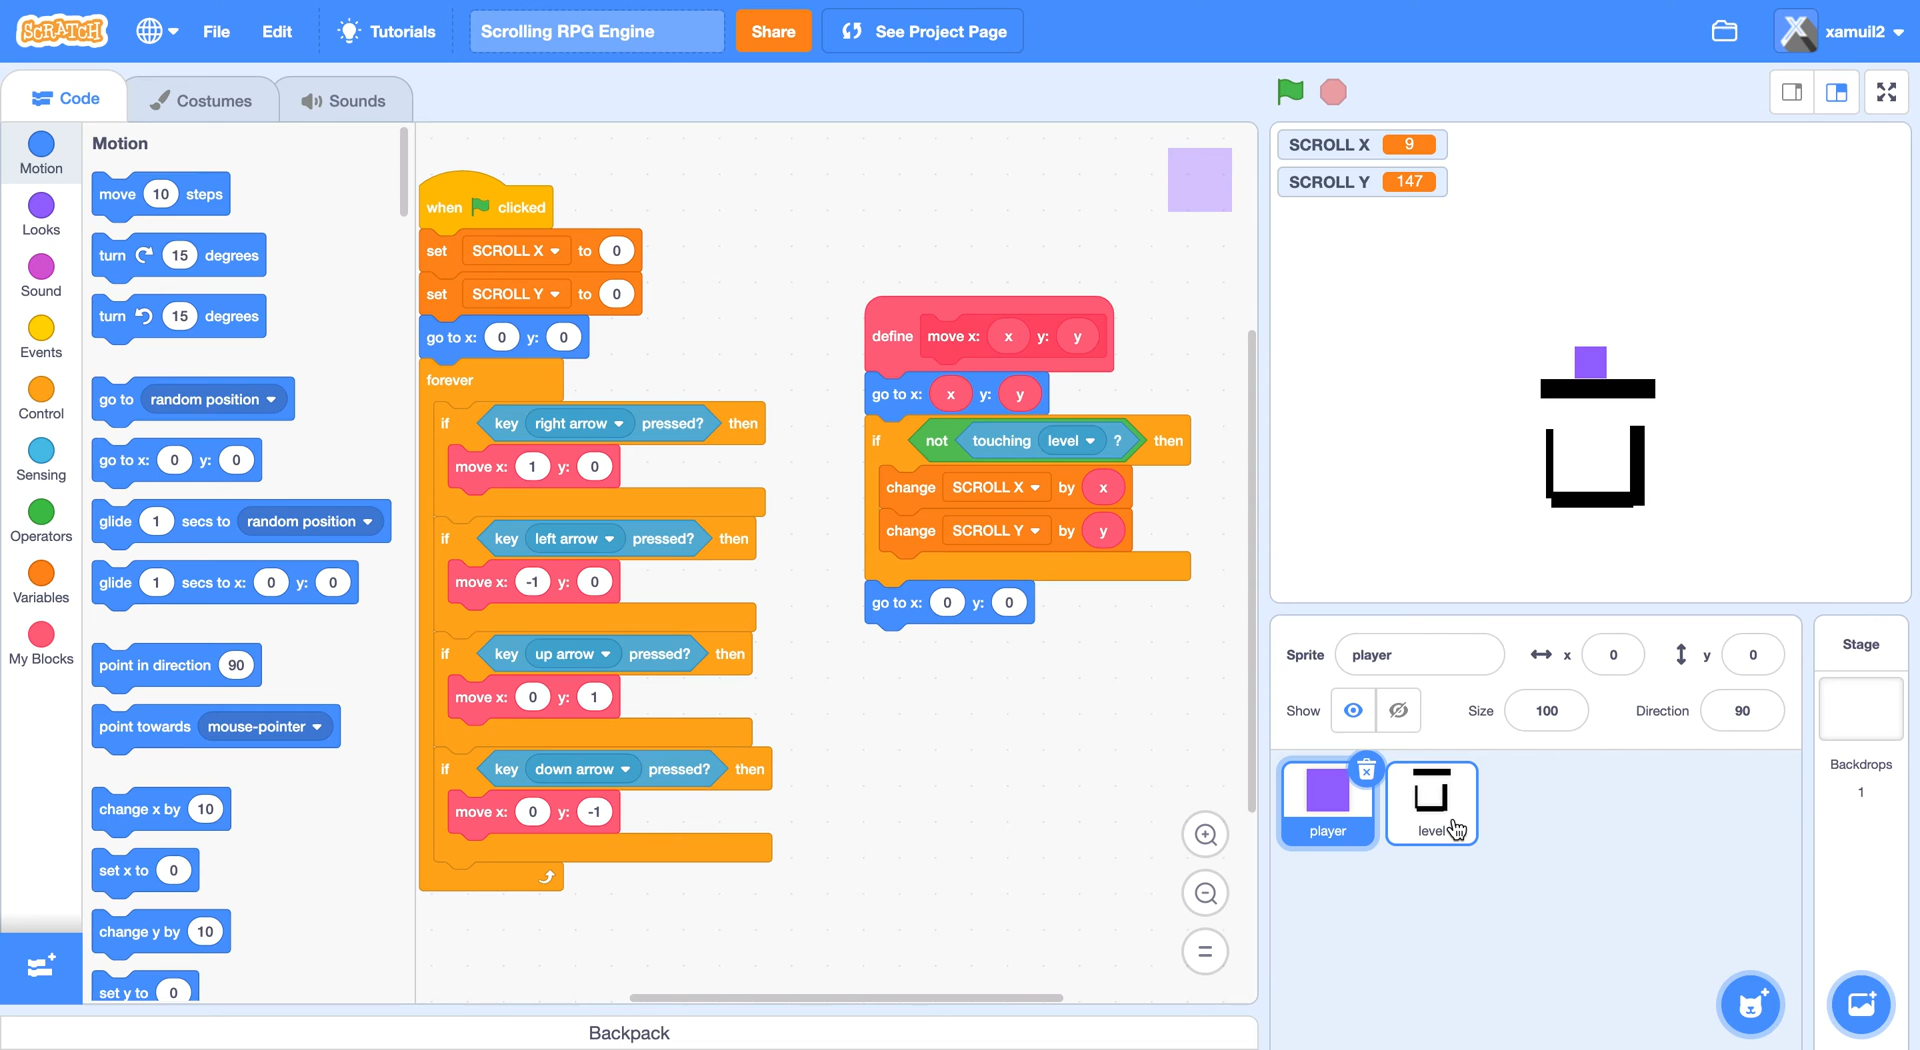 SCRATCH File Edit Tutorials Scrolling RPG Engine Share See Project Page xamuil2
Code Costumes Sounds
Motion
Looks
Sound
Events
Control
Sensing
Operators
Variables
My Blocks
Motion
move 10 steps
turn 15 degrees
turn 15 degrees
go to random position
go to x: 0 y: 0
glide 1 secs to random position
glide 1 secs to x: 0 y: 0
point in direction 90
point towards mouse-pointer
change x by 10
set x to 0
change y by 10
set y to 0
when clicked
set SCROLL X to 0
set SCROLL Y to 0
go to x: 0 y: 0
forever
if key right arrow pressed? then
move x: 1 y: 0
if key left arrow pressed? then
move x: -1 y: 0
if key up arrow pressed? then
move x: 0 y: 1
if key down arrow pressed? then
move x: 0 y: -1
define move x: x y: y
go to x: x y: y
if not touching level ? then
change SCROLL X by x
change SCROLL Y by y
go to x: 0 y: 0
Backpack
SCROLL X 9
SCROLL Y 147
Sprite player x 0 y 0
Show Size 100 Direction 90
player level
Stage
Backdrops
1